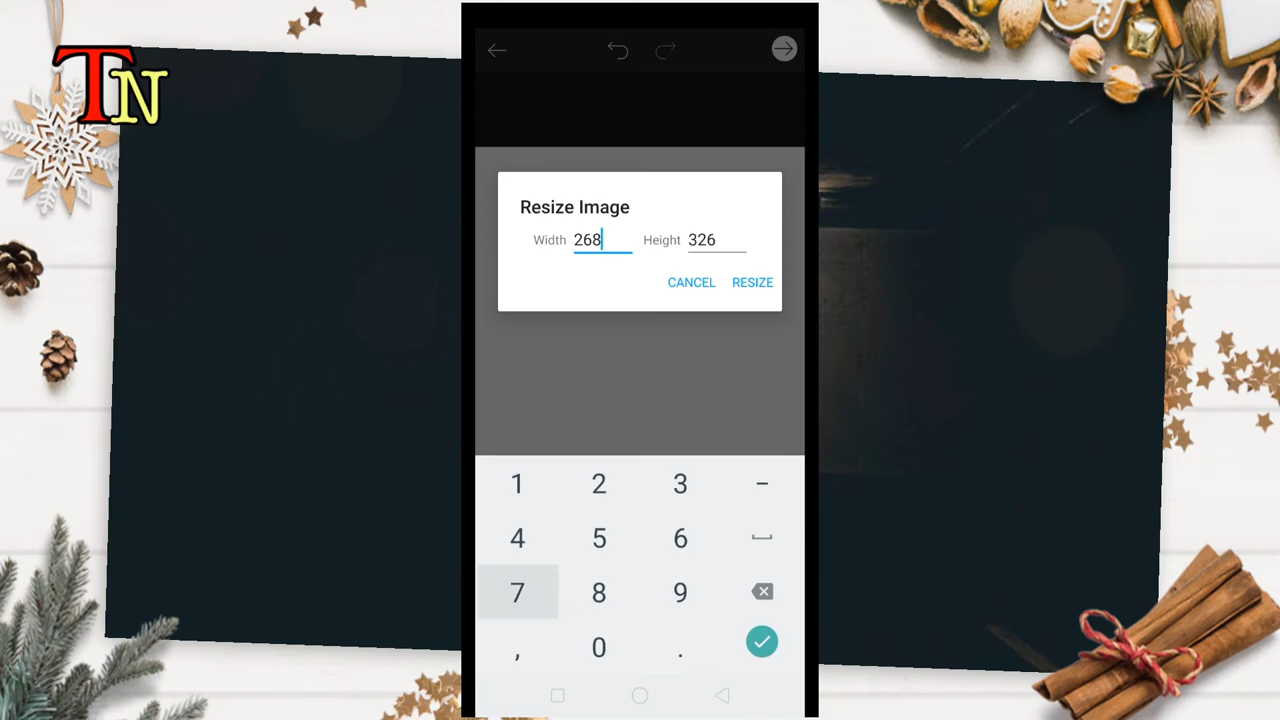 TN
Resize Image
Width 268 Height 326
CANCEL RESIZE
1 2 3 -
4 5 6
7 8 9
, 0 .